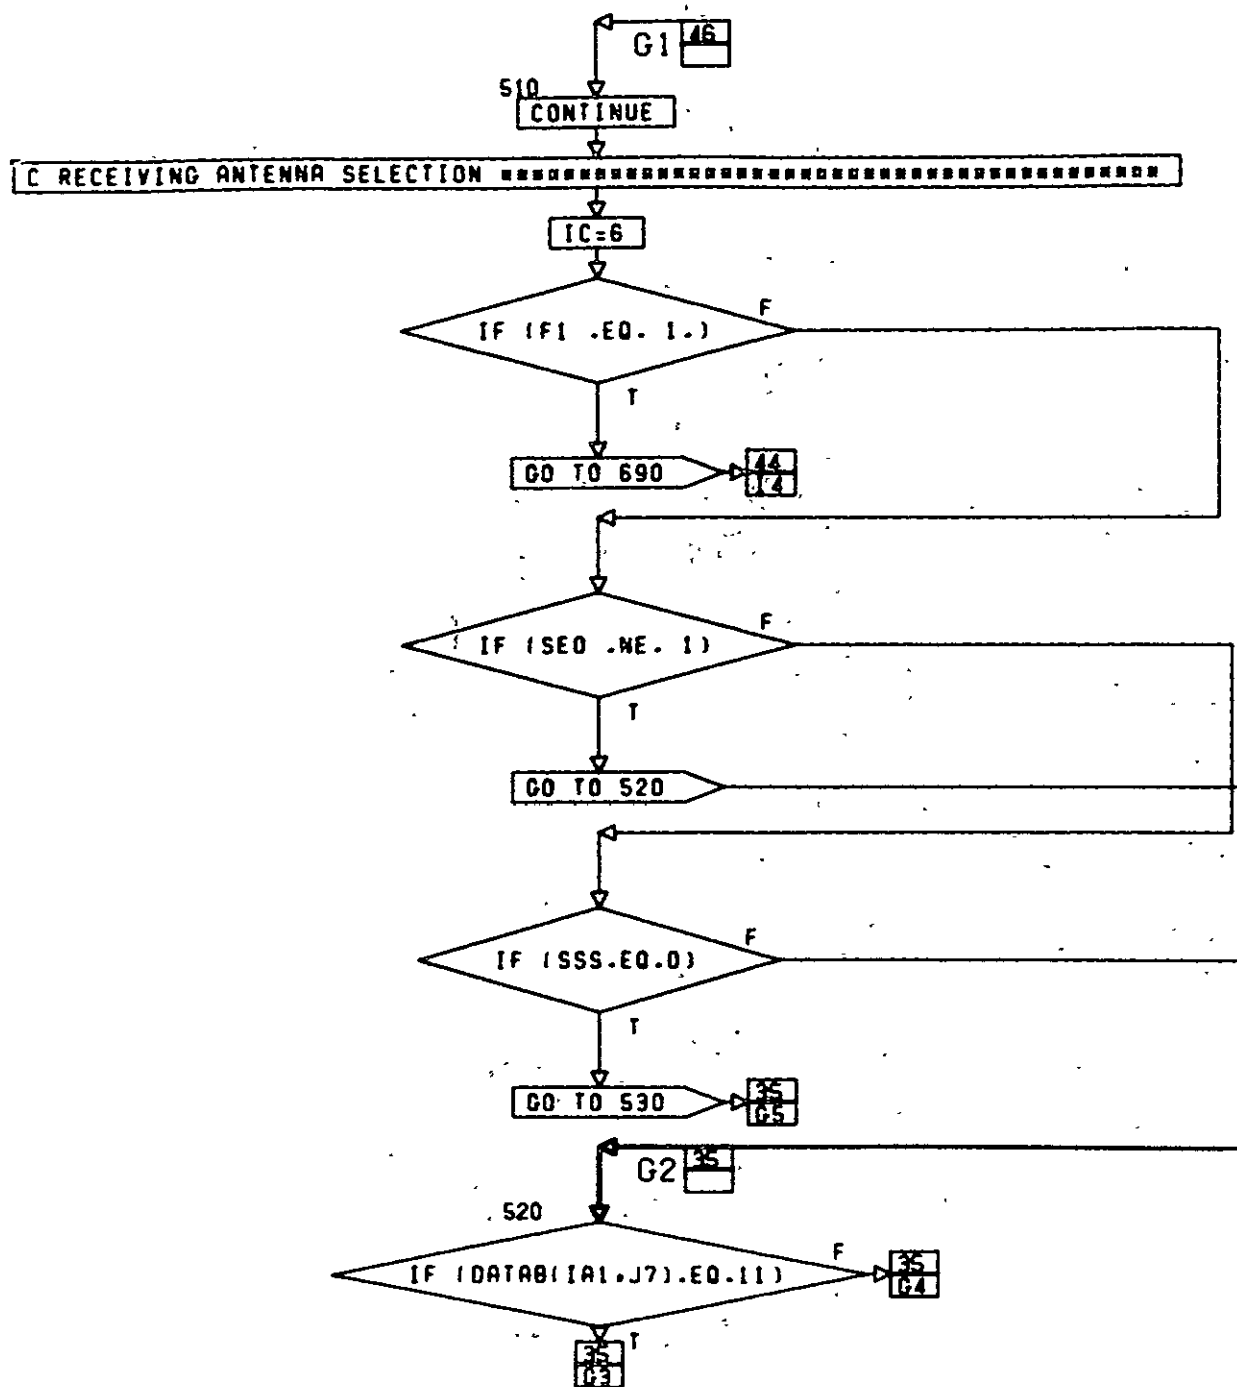 46
G1
510
CONTINUE
C RECEIVING ANTENNA SELECTION *******************************************
IC=6
IF (F1 .EQ. 1.)
F
T
GO TO 690
44
I4
IF (SEQ .NE. 1)
F
T
GO TO 520
IF (SSS.EQ.0)
F
T
GO TO 530
35
G5
G2
35
520
IF (DATAB(IA1,J7).EQ.11)
F
35
G4
T
35
G3